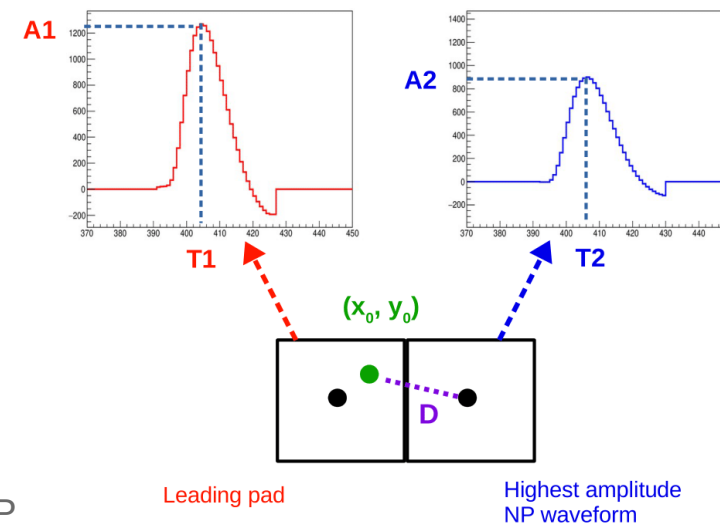 A1
1200
1000
800
600
400
200
0
−200
370 380 390 400 410 420 430 440 450
T1
A2
1400
1200
1000
800
600
400
200
0
−200
370 380 390 400 410 420 430 440
T2
(x₀, y₀)
D
Leading pad
Highest amplitude
NP waveform
P